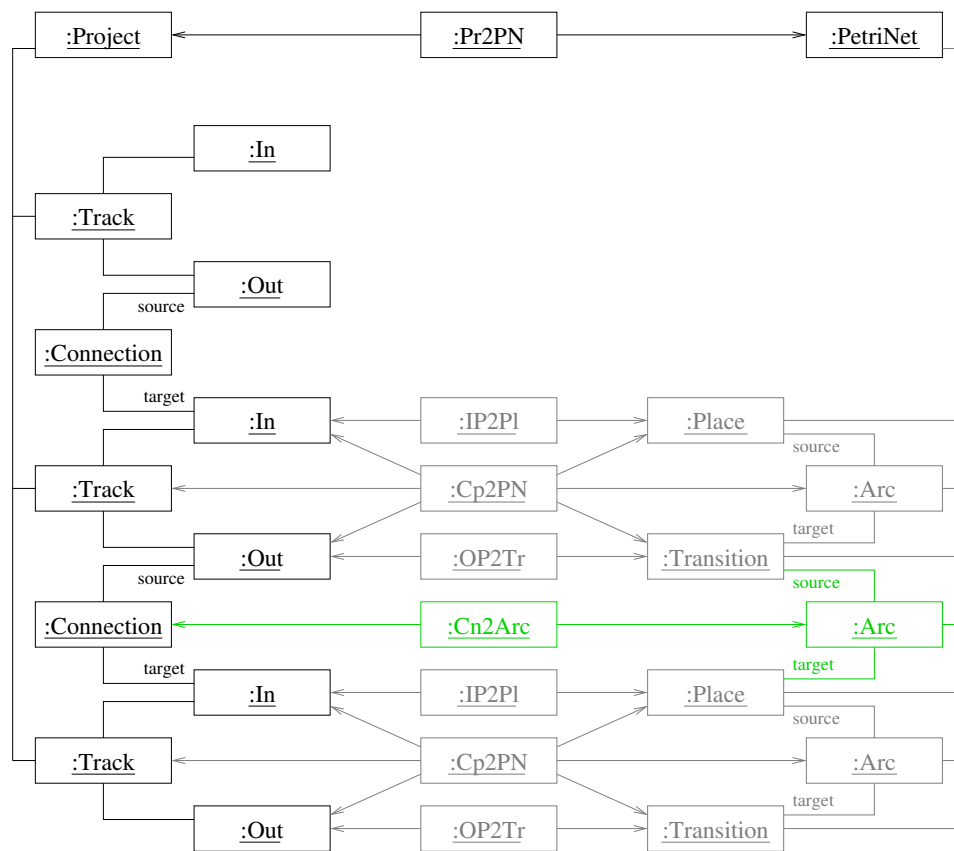 :Project :Pr2PN :PetriNet
:In
:Track
:Out
source
:Connection
target
:In :IP2Pl :Place
source
:Track :Cp2PN :Arc
target
:Out :OP2Tr :Transition
source source
:Connection :Cn2Arc :Arc
target target
:In :IP2Pl :Place
source
:Track :Cp2PN :Arc
target
:Out :OP2Tr :Transition